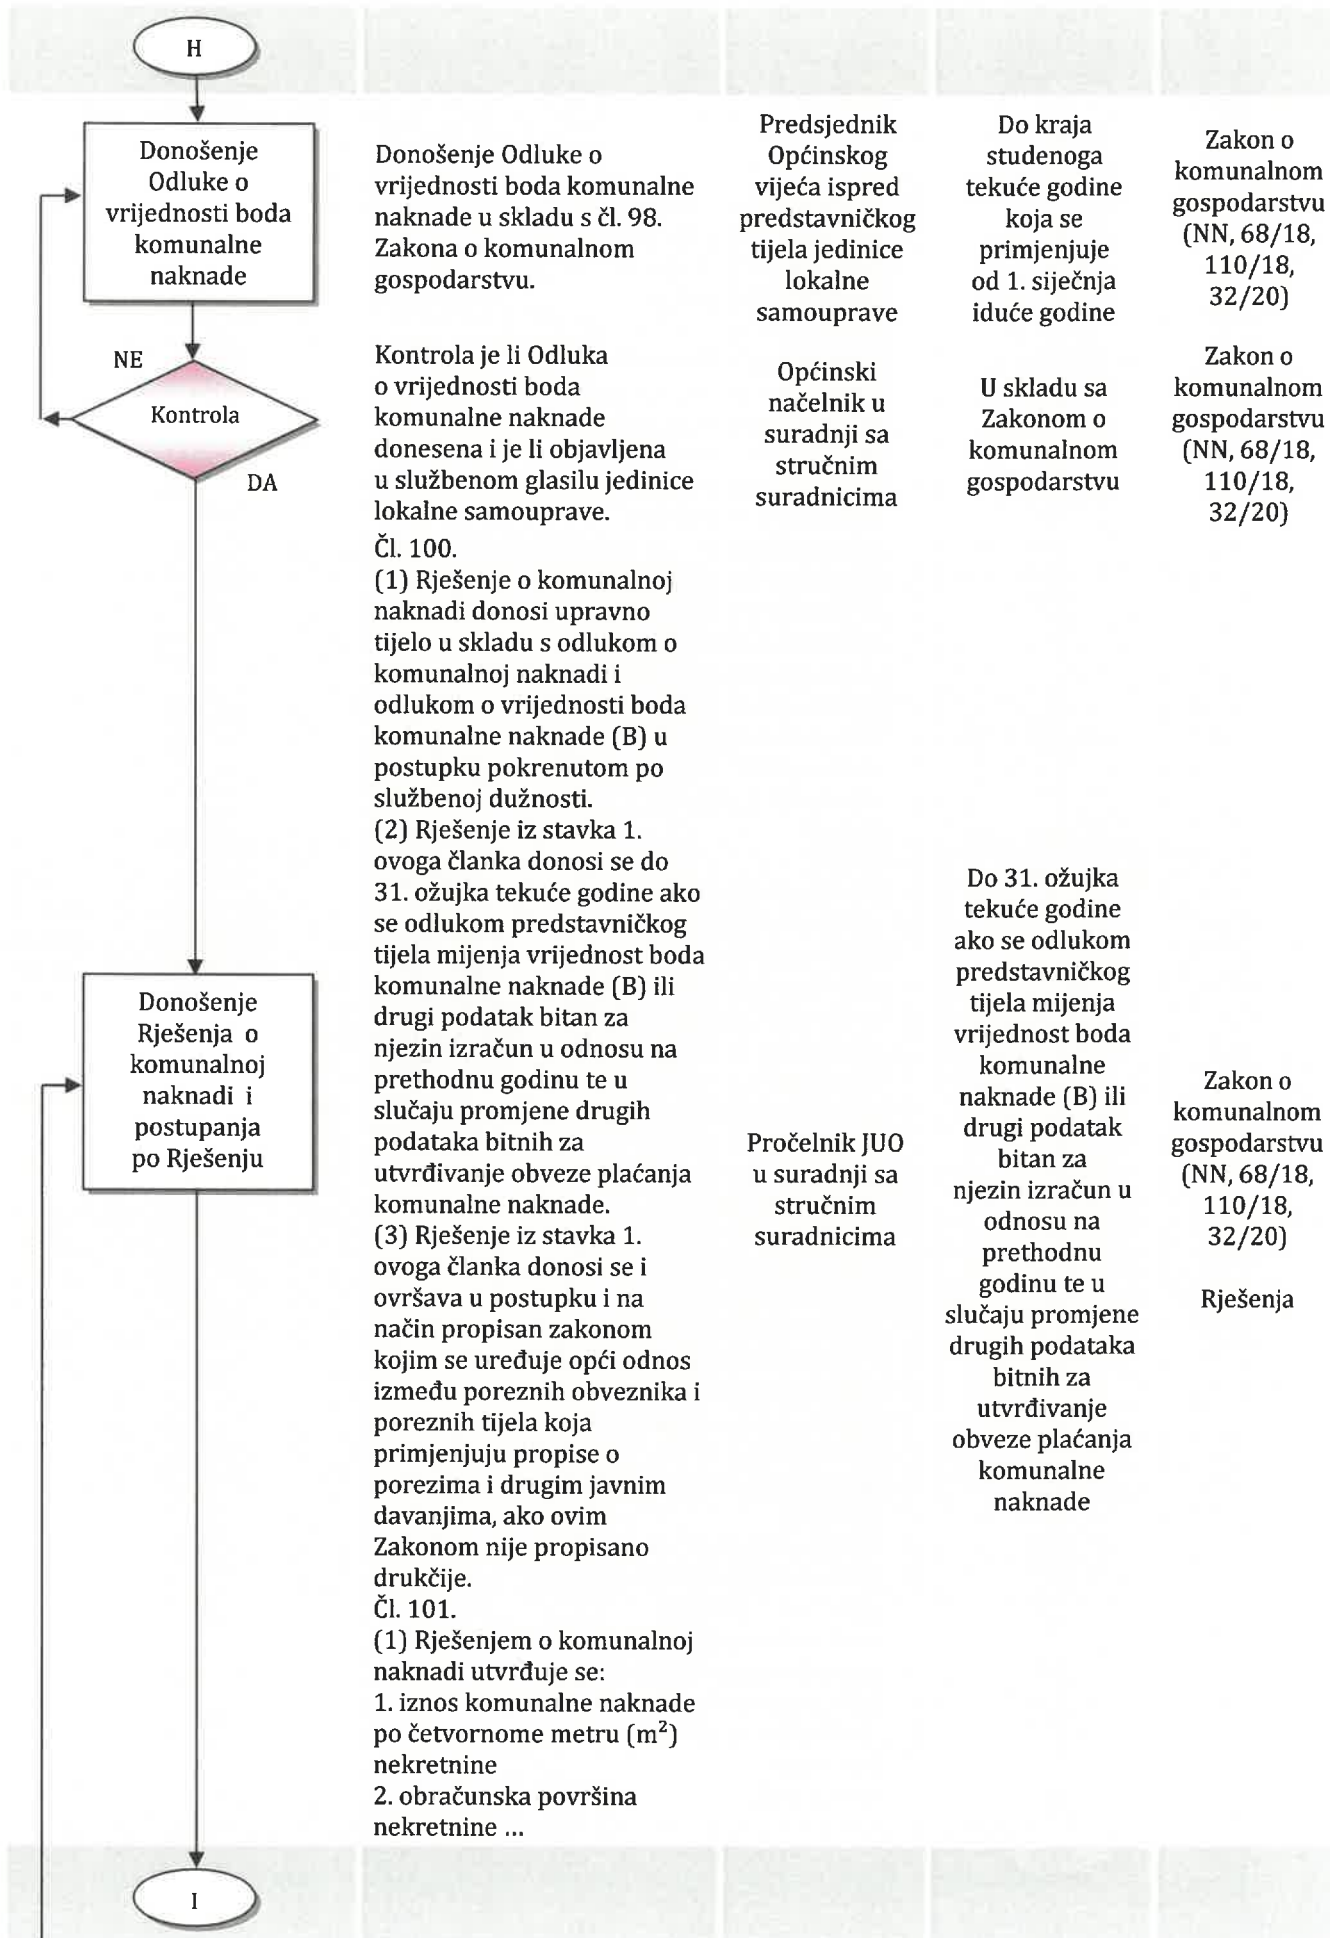 H
Donošenje
Odluke o
vrijednosti boda
komunalne
naknade
Donošenje Odluke o
vrijednosti boda komunalne
naknade u skladu s čl. 98.
Zakona o komunalnom
gospodarstvu.
Predsjednik
Općinskog
vijeća ispred
predstavničkog
tijela jedinice
lokalne
samouprave
Do kraja
studenoga
tekuće godine
koja se
primjenjuje
od 1. siječnja
iduće godine
Zakon o
komunalnom
gospodarstvu
(NN, 68/18,
110/18,
32/20)
NE
Kontrola
DA
Kontrola je li Odluka
o vrijednosti boda
komunalne naknade
donesena i je li objavljena
u službenom glasilu jedinice
lokalne samouprave.
Općinski
načelnik u
suradnji sa
stručnim
suradnicima
U skladu sa
Zakonom o
komunalnom
gospodarstvu
Zakon o
komunalnom
gospodarstvu
(NN, 68/18,
110/18,
32/20)
Donošenje
Rješenja o
komunalnoj
naknadi i
postupanja
po Rješenju
Čl. 100.
(1) Rješenje o komunalnoj
naknadi donosi upravno
tijelo u skladu s odlukom o
komunalnoj naknadi i
odlukom o vrijednosti boda
komunalne naknade (B) u
postupku pokrenutom po
službenoj dužnosti.
(2) Rješenje iz stavka 1.
ovoga članka donosi se do
31. ožujka tekuće godine ako
se odlukom predstavničkog
tijela mijenja vrijednost boda
komunalne naknade (B) ili
drugi podatak bitan za
njezin izračun u odnosu na
prethodnu godinu te u
slučaju promjene drugih
podataka bitnih za
utvrđivanje obveze plaćanja
komunalne naknade.
(3) Rješenje iz stavka 1.
ovoga članka donosi se i
ovršava u postupku i na
način propisan zakonom
kojim se uređuje opći odnos
između poreznih obveznika i
poreznih tijela koja
primjenjuju propise o
porezima i drugim javnim
davanjima, ako ovim
Zakonom nije propisano
drukčije.
Čl. 101.
(1) Rješenjem o komunalnoj
naknadi utvrđuje se:
1. iznos komunalne naknade
po četvornome metru (m²)
nekretnine
2. obračunska površina
nekretnine ...
Pročelnik JUO
u suradnji sa
stručnim
suradnicima
Do 31. ožujka
tekuće godine
ako se odlukom
predstavničkog
tijela mijenja
vrijednost boda
komunalne
naknade (B) ili
drugi podatak
bitan za
njezin izračun u
odnosu na
prethodnu
godinu te u
slučaju promjene
drugih podataka
bitnih za
utvrđivanje
obveze plaćanja
komunalne
naknade
Zakon o
komunalnom
gospodarstvu
(NN, 68/18,
110/18,
32/20)
Rješenja
I